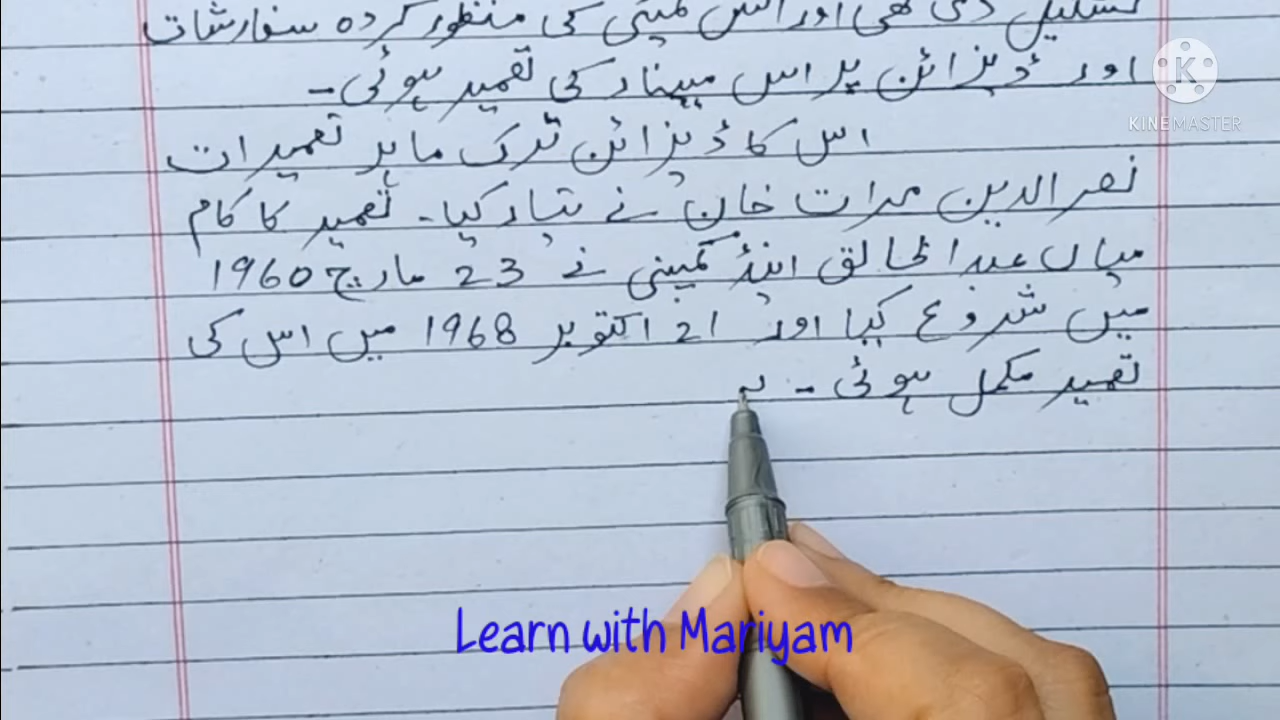 تشکیل دی تھی اور اس کمیٹی کی منظور کردہ سفارشات
اور ڈیزائن پر اس مینار کی تعمیر ہوئی۔
اس کا ڈیزائن ترک ماہر تعمیرات
نصر الدین مرات خان نے تیار کیا۔ تعمیر کا کام
میاں عبدالخالق اینڈ کمپنی نے 23 مارچ 1960
میں شروع کیا اور 21 اکتوبر 1968 میں اس کی
تعمیر مکمل ہوئی۔
KINEMASTER
Learn with Mariyam